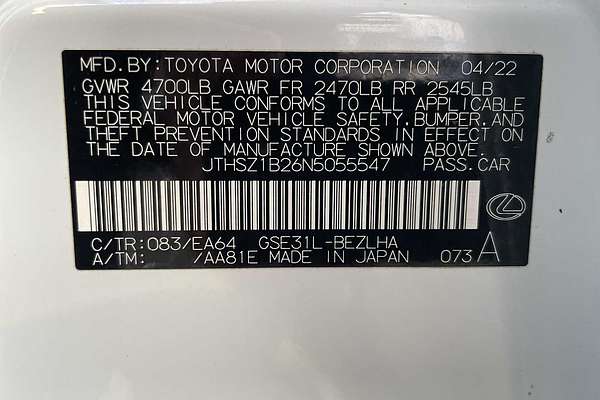 MFD.BY:TOYOTA MOTOR CORPORATION 04/22
GVWR 4700LB GAWR FR 2470LB RR 2545LB
THIS VEHICLE CONFORMS TO ALL APPLICABLE
FEDERAL MOTOR VEHICLE SAFETY,BUMPER,AND
THEFT PREVENTION STANDARDS IN EFFECT ON THE
DATE OF MANUFACTURE SHOWN ABOVE.
JTHSZ1B26N5055547 PASS.CAR
C/TR:083/EA64 GSE31L-BEZLHA
A/TM: /AA81E MADE IN JAPAN 073 A